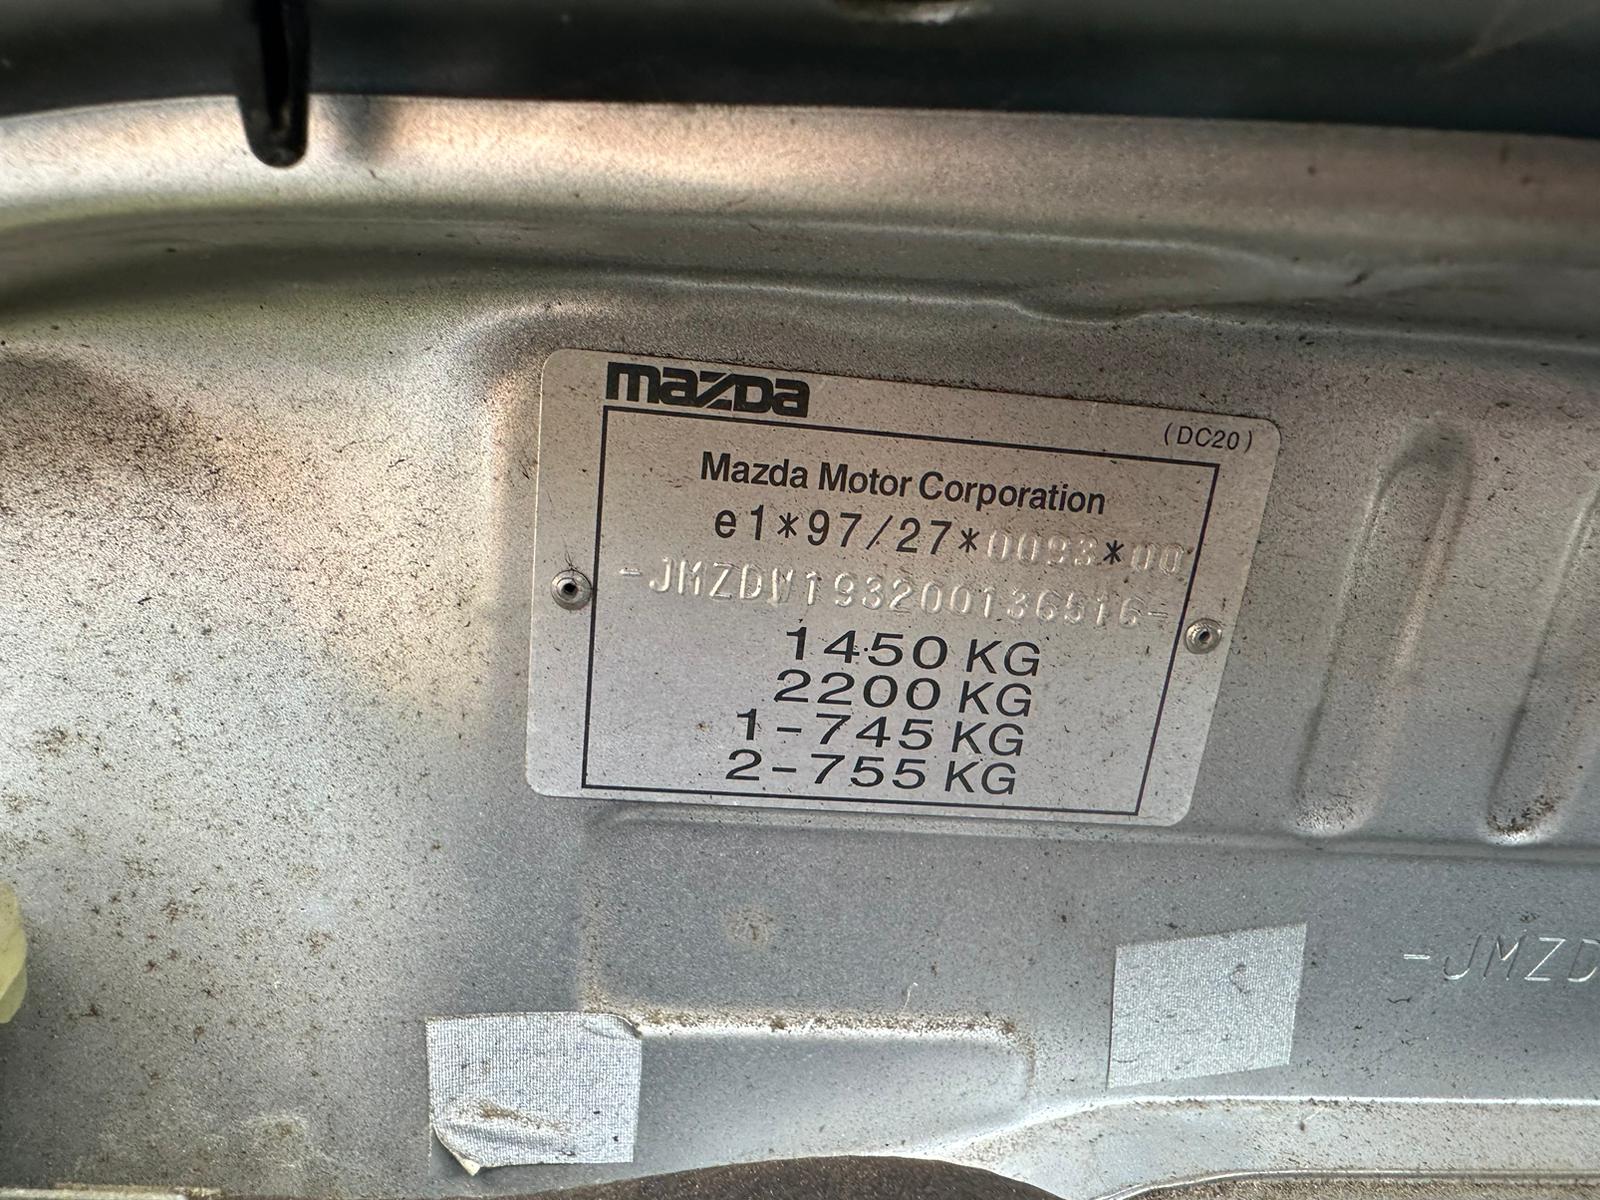 mazda
(DC20)
Mazda Motor Corporation
e1*97/27*0093*00
-JMZDW193200136516-
1450 KG
2200 KG
1-745 KG
2-755 KG
-JMZD